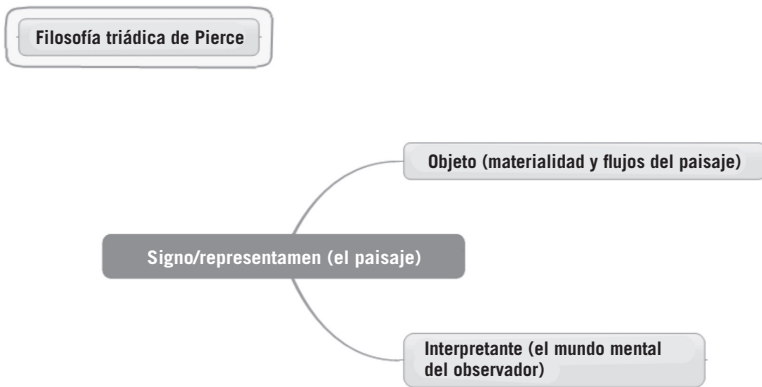 Filosofía triádica de Pierce
Objeto (materialidad y flujos del paisaje)
Signo/representamen (el paisaje)
Interpretante (el mundo mental
del observador)